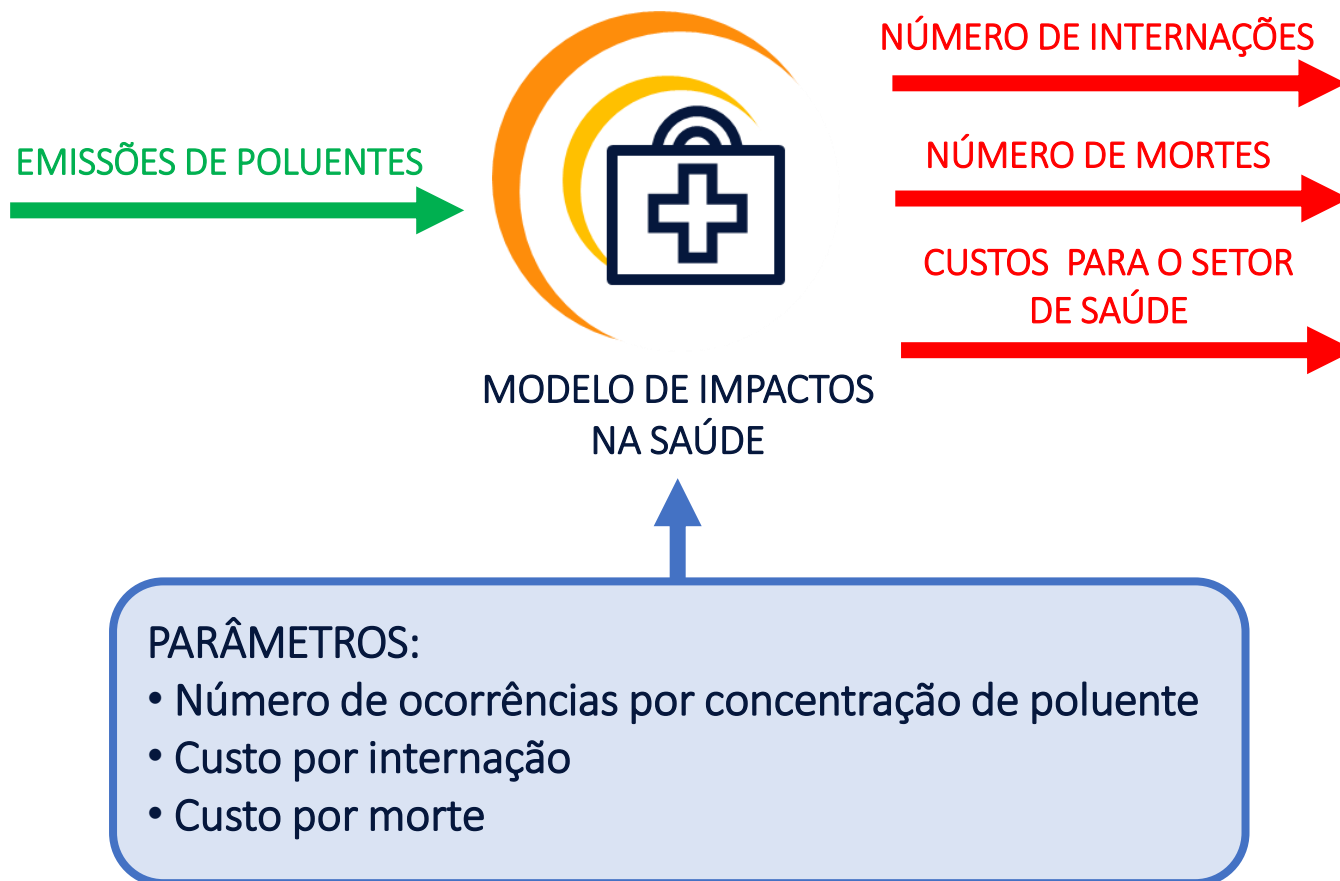 NÚMERO DE INTERNAÇÕES
EMISSÕES DE POLUENTES
NÚMERO DE MORTES
CUSTOS PARA O SETOR
DE SAÚDE
MODELO DE IMPACTOS
NA SAÚDE
PARÂMETROS:
• Número de ocorrências por concentração de poluente
• Custo por internação
• Custo por morte